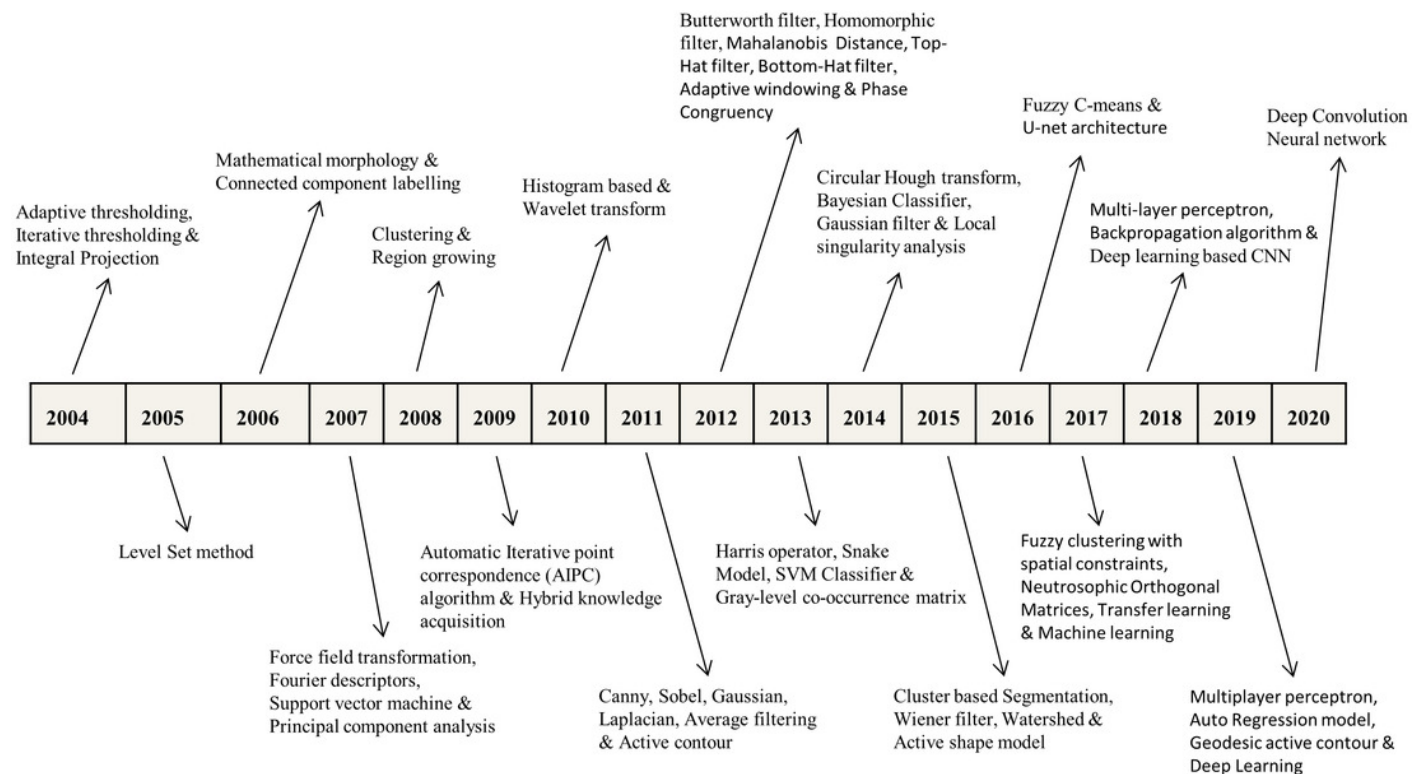 Butterworth filter, Homomorphic
filter, Mahalanobis Distance, Top-
Hat filter, Bottom-Hat filter,
Adaptive windowing & Phase
Congruency
Fuzzy C-means &
U-net architecture
Deep Convolution
Neural network
Mathematical morphology &
Connected component labelling
Histogram based &
Wavelet transform
Circular Hough transform,
Bayesian Classifier,
Gaussian filter & Local
singularity analysis
Adaptive thresholding,
Iterative thresholding &
Integral Projection
Clustering &
Region growing
Multi-layer perceptron,
Backpropagation algorithm &
Deep learning based CNN
2004 2005 2006 2007 2008 2009 2010 2011 2012 2013 2014 2015 2016 2017 2018 2019 2020
Level Set method
Automatic Iterative point
correspondence (AIPC)
algorithm & Hybrid knowledge
acquisition
Harris operator, Snake
Model, SVM Classifier &
Gray-level co-occurrence matrix
Fuzzy clustering with
spatial constraints,
Neutrosophic Orthogonal
Matrices, Transfer learning
& Machine learning
Force field transformation,
Fourier descriptors,
Support vector machine &
Principal component analysis
Canny, Sobel, Gaussian,
Laplacian, Average filtering
& Active contour
Cluster based Segmentation,
Wiener filter, Watershed &
Active shape model
Multiplayer perceptron,
Auto Regression model,
Geodesic active contour &
Deep Learning